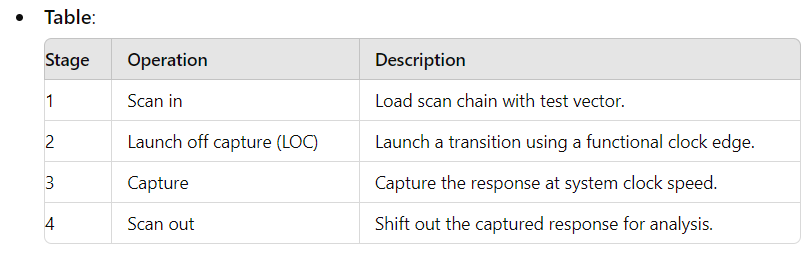 Table:
Stage Operation Description
1 Scan in Load scan chain with test vector.
2 Launch off capture (LOC) Launch a transition using a functional clock edge.
3 Capture Capture the response at system clock speed.
4 Scan out Shift out the captured response for analysis.